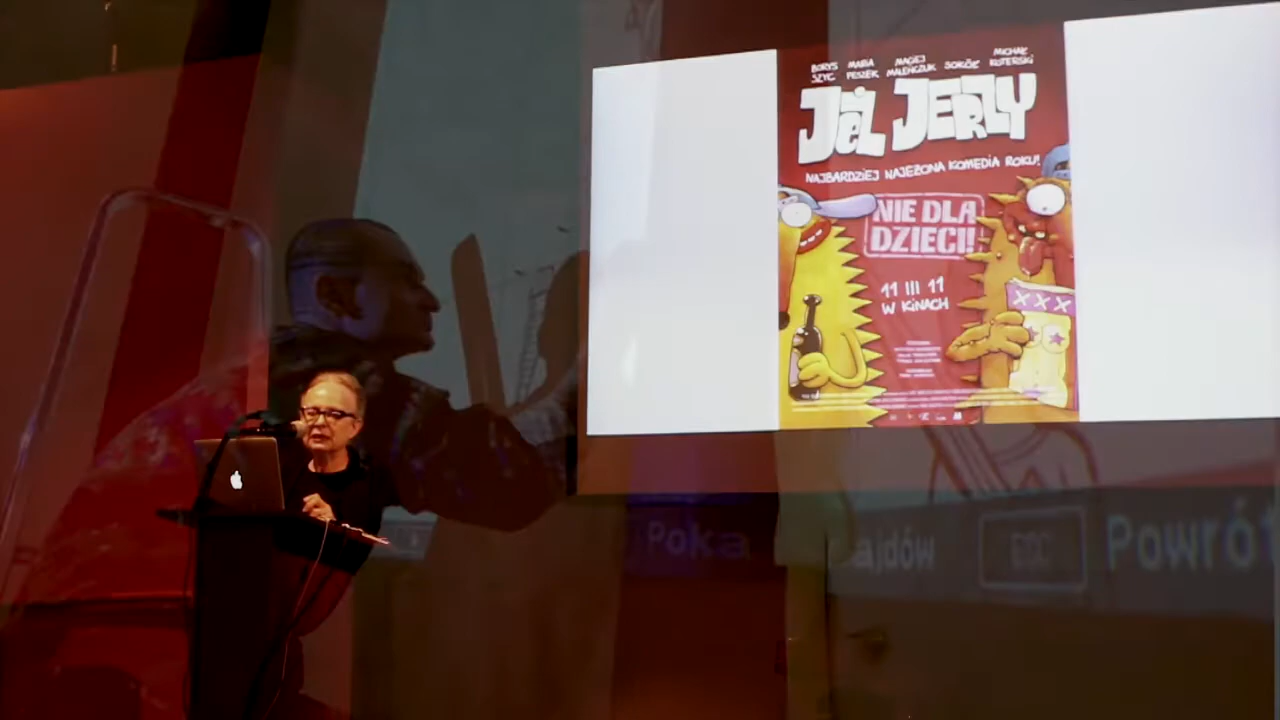 BORYS SZYC MARIA PESZEK MACIEJ MALEŃCZUK SOKÓŁ MICHAŁ KOTERSKI
JEŻ JERZY
NAJBARDZIEJ NAJEŻONA KOMEDIA ROKU!
NIE DLA
DZIECI!
11 III 11
W KINACH
XXX
Poka ajdów ESC Powrót